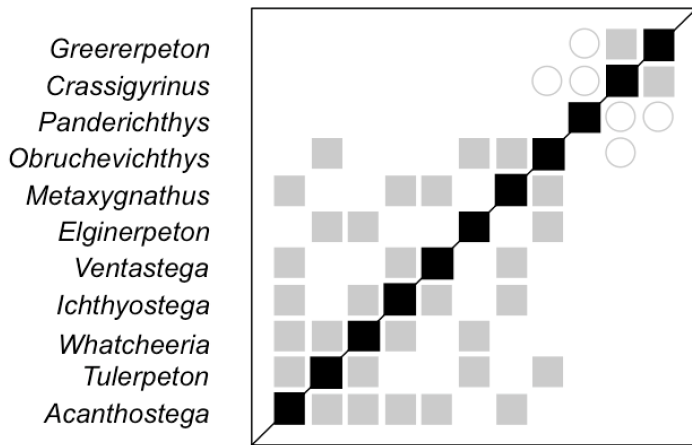 Greererpeton
Crassigyrinus
Panderichthys
Obruchevichthys
Metaxygnathus
Elginerpeton
Ventastega
Ichthyostega
Whatcheeria
Tulerpeton
Acanthostega